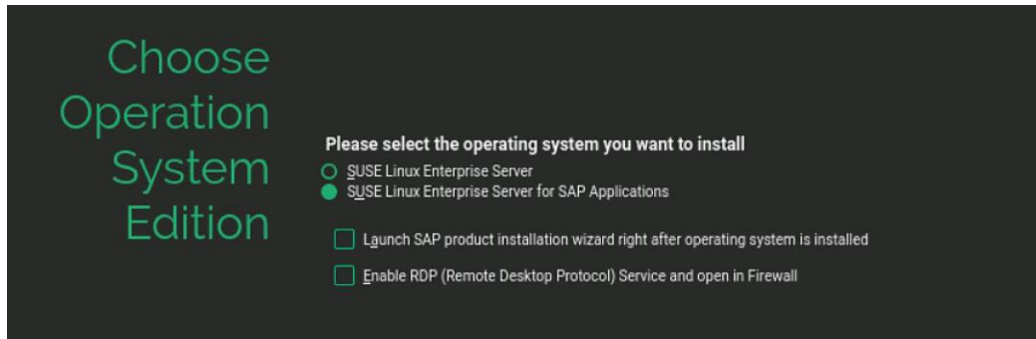 Choose
Operation
System
Edition
Please select the operating system you want to install
SUSE Linux Enterprise Server
SUSE Linux Enterprise Server for SAP Applications
Launch SAP product installation wizard right after operating system is installed
Enable RDP (Remote Desktop Protocol) Service and open in Firewall